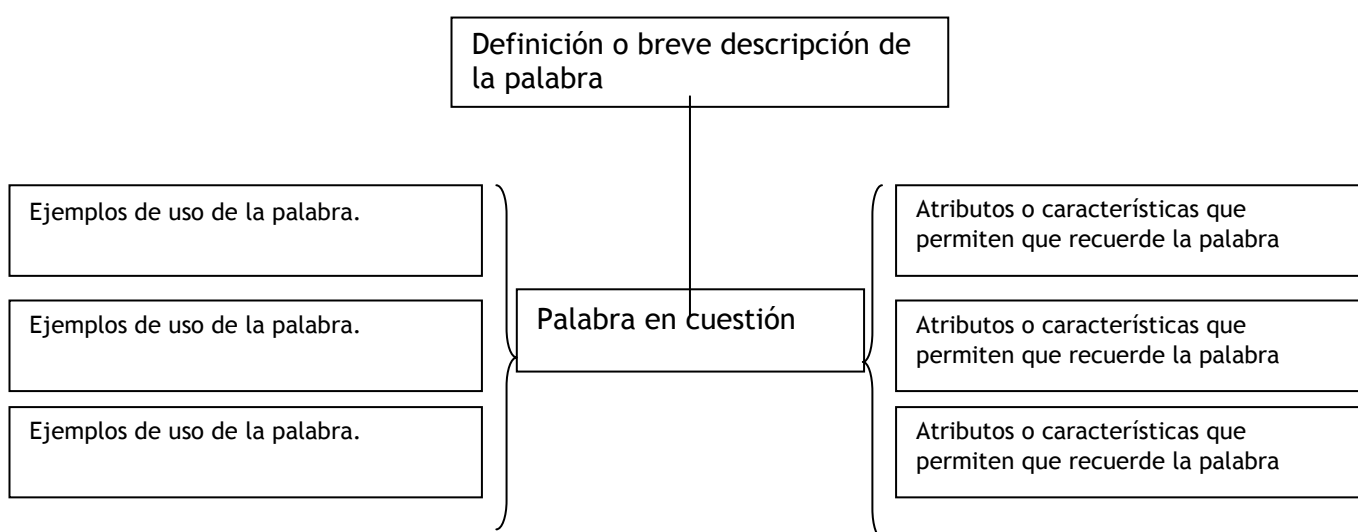 Definición o breve descripción de
la palabra
Ejemplos de uso de la palabra.
Ejemplos de uso de la palabra.
Ejemplos de uso de la palabra.
Palabra en cuestión
Atributos o características que
permiten que recuerde la palabra
Atributos o características que
permiten que recuerde la palabra
Atributos o características que
permiten que recuerde la palabra